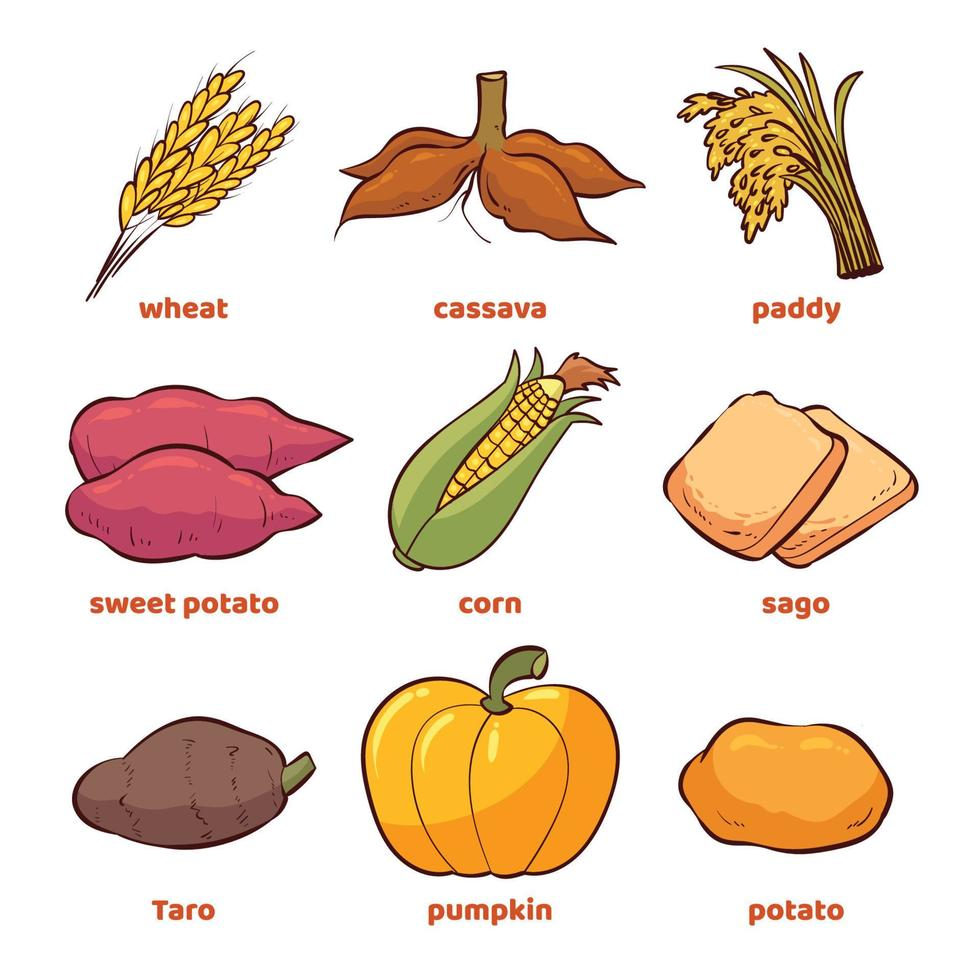 wheat
cassava
paddy
sweet potato
corn
sago
Taro
pumpkin
potato